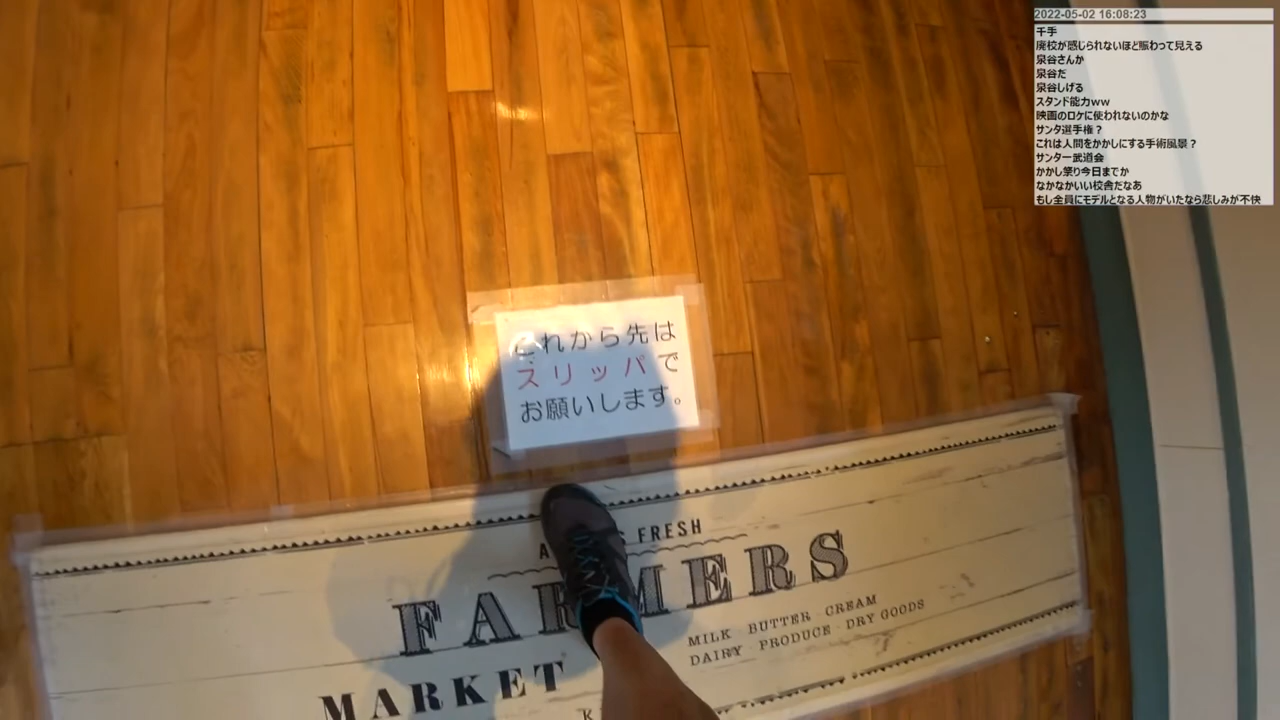 2022-05-02 16:08:23
千手
廃校が感じられないほど賑わって見える
泉谷さんか
泉谷だ
泉谷しげる
スタンド能力ww
映画のロケに使われないのかな
サンタ選手権？
これは人間をかかしにする手術風景？
サンター武道会
かかし祭り今日までか
なかなかいい校舎だなあ
もし全員にモデルとなる人物がいたなら悲しみが不快
これから先は
スリッパで
お願いします。
FRESH
FARMERS
MILK BUTTER CREAM
DAIRY PRODUCE DRY GOODS
MARKET